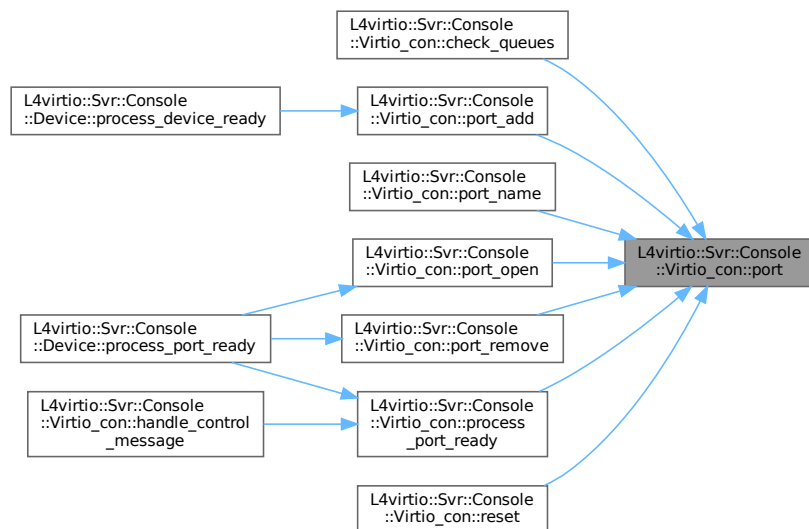 L4virtio::Svr::Console
::Virtio_con::check_queues
L4virtio::Svr::Console
::Device::process_device_ready
L4virtio::Svr::Console
::Virtio_con::port_add
L4virtio::Svr::Console
::Virtio_con::port_name
L4virtio::Svr::Console
::Virtio_con::port_open
L4virtio::Svr::Console
::Virtio_con::port
L4virtio::Svr::Console
::Device::process_port_ready
L4virtio::Svr::Console
::Virtio_con::port_remove
L4virtio::Svr::Console
::Virtio_con::handle_control
_message
L4virtio::Svr::Console
::Virtio_con::process
_port_ready
L4virtio::Svr::Console
::Virtio_con::reset